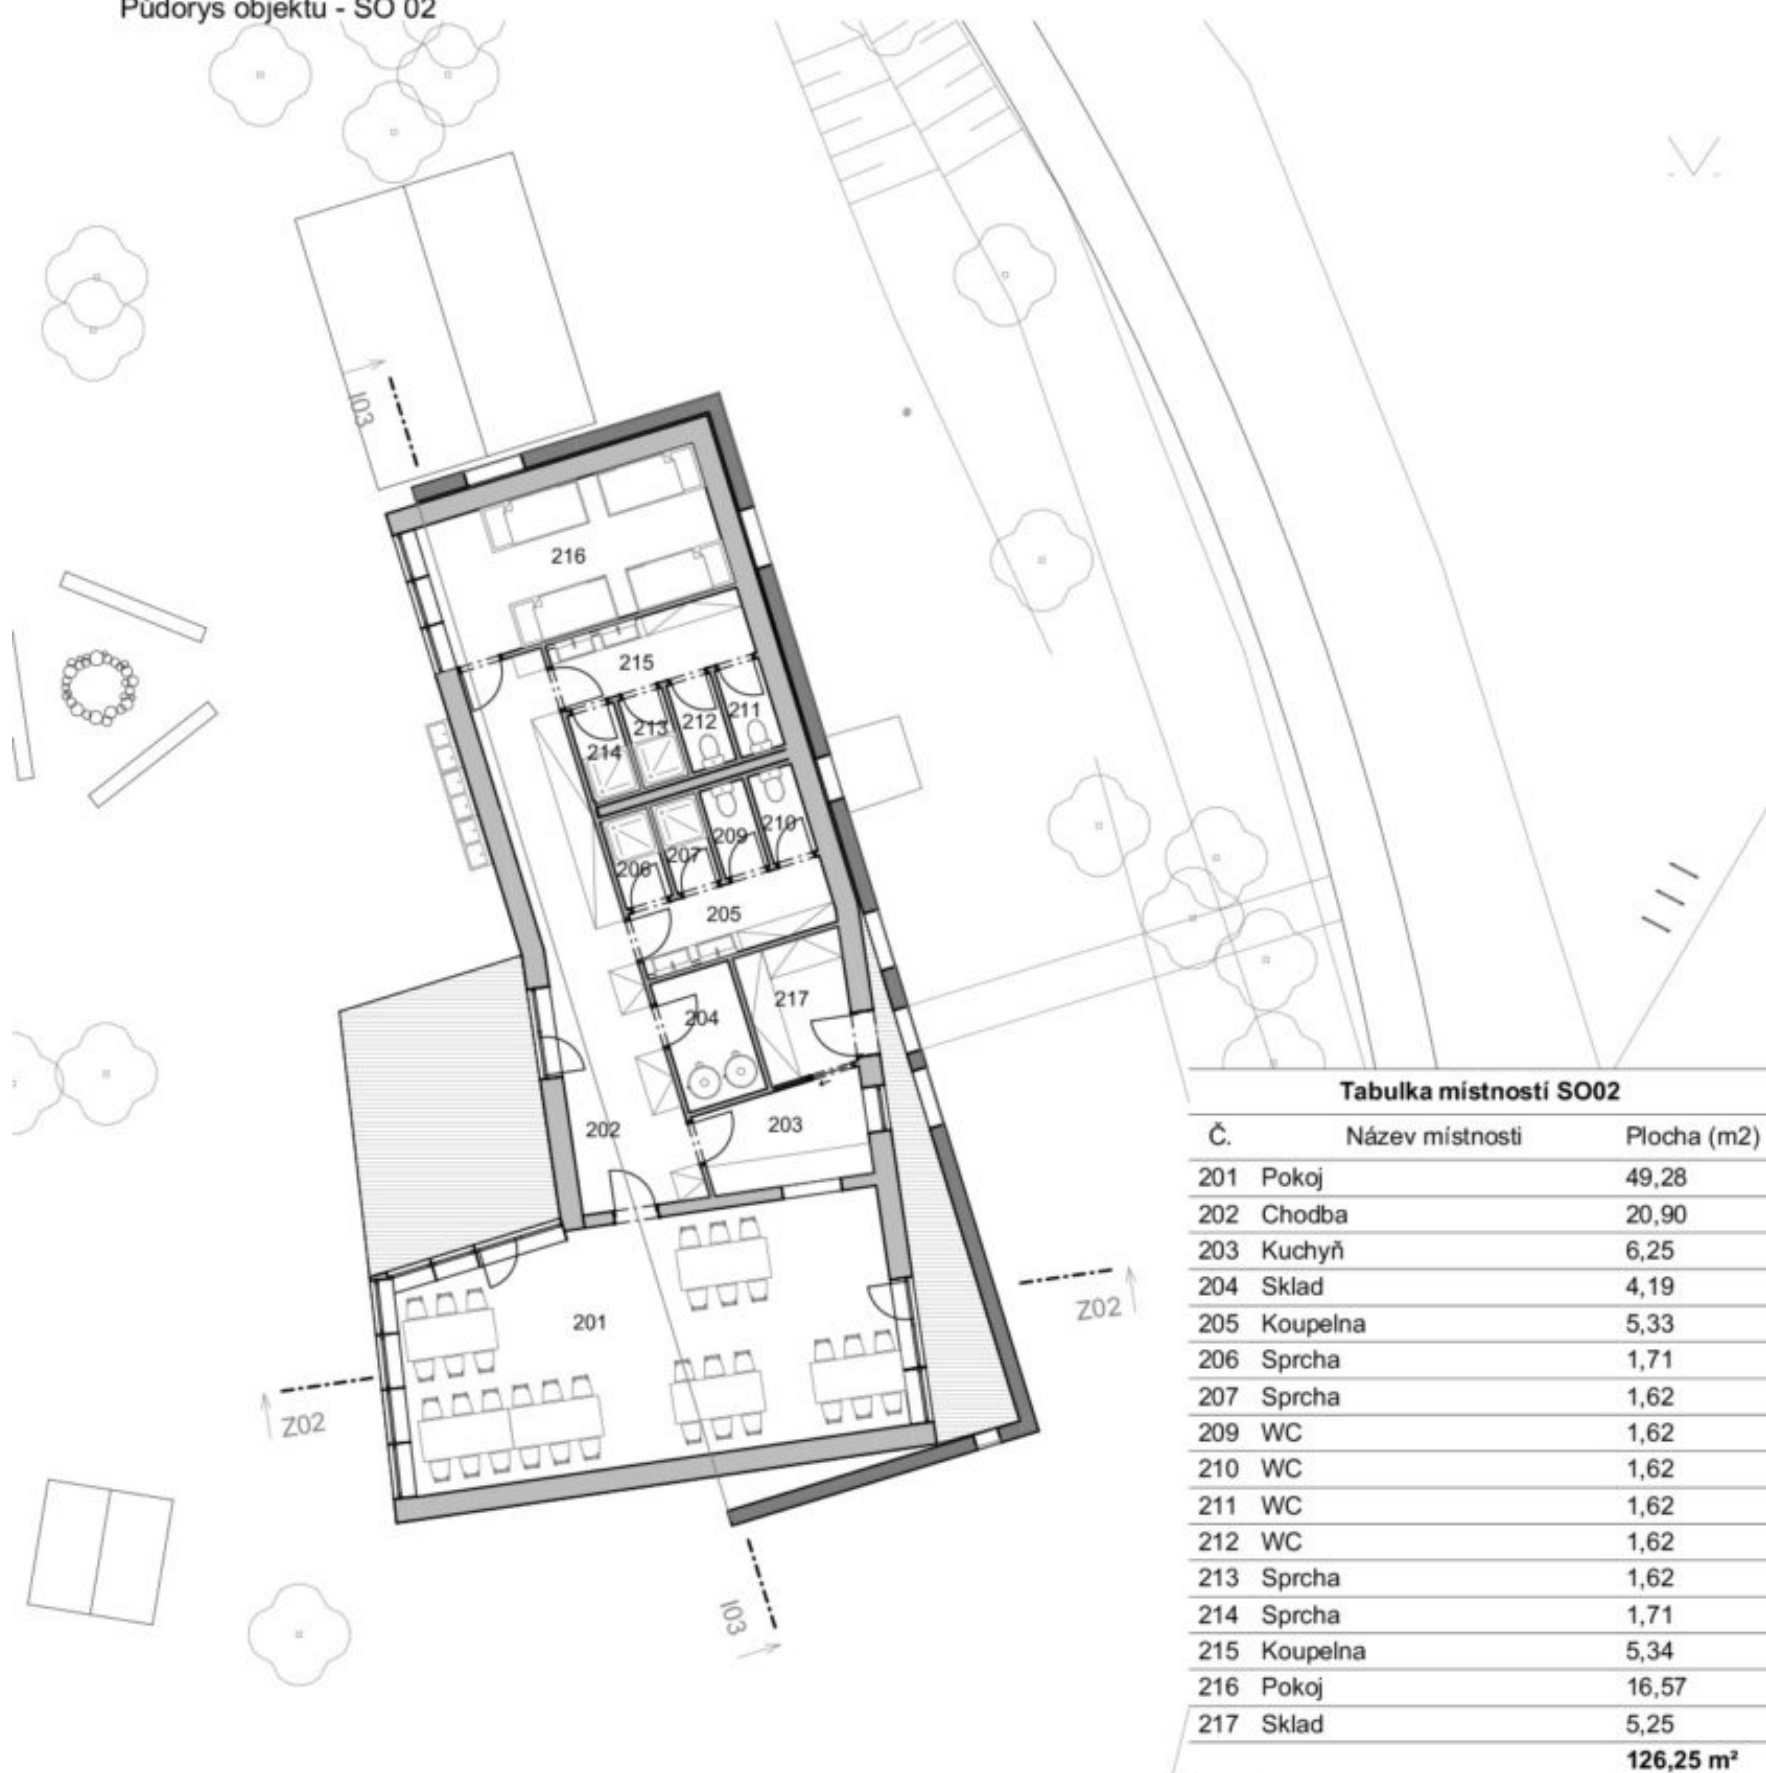 Půdorys objektu - SO 02
I03
216
215
211
212
213
214
210
209
207
206
205
217
204
203
202
201
Z02
Z02
I03
Tabulka místností SO02
Č. Název místnosti Plocha (m2)
201 Pokoj 49,28
202 Chodba 20,90
203 Kuchyň 6,25
204 Sklad 4,19
205 Koupelna 5,33
206 Sprcha 1,71
207 Sprcha 1,62
209 WC 1,62
210 WC 1,62
211 WC 1,62
212 WC 1,62
213 Sprcha 1,62
214 Sprcha 1,71
215 Koupelna 5,34
216 Pokoj 16,57
217 Sklad 5,25
126,25 m²